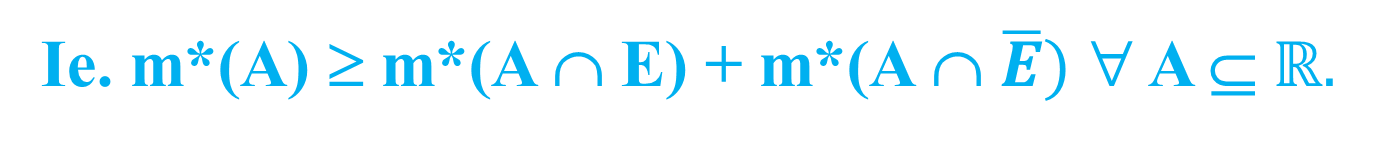 Ie. m*(A) ≥ m*(A ∩ E) + m*(A ∩ E̅) ∀ A ⊆ ℝ.